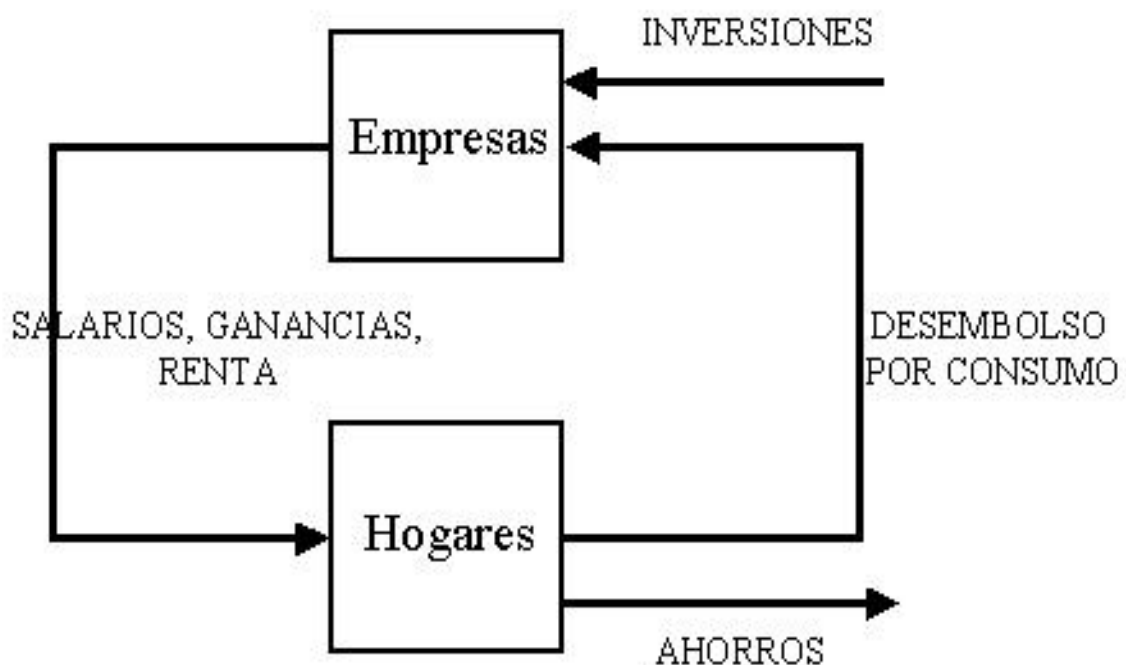 INVERSIONES
Empresas
SALARIOS, GANANCIAS,
RENTA
DESEMBOLSO
POR CONSUMO
Hogares
AHORROS